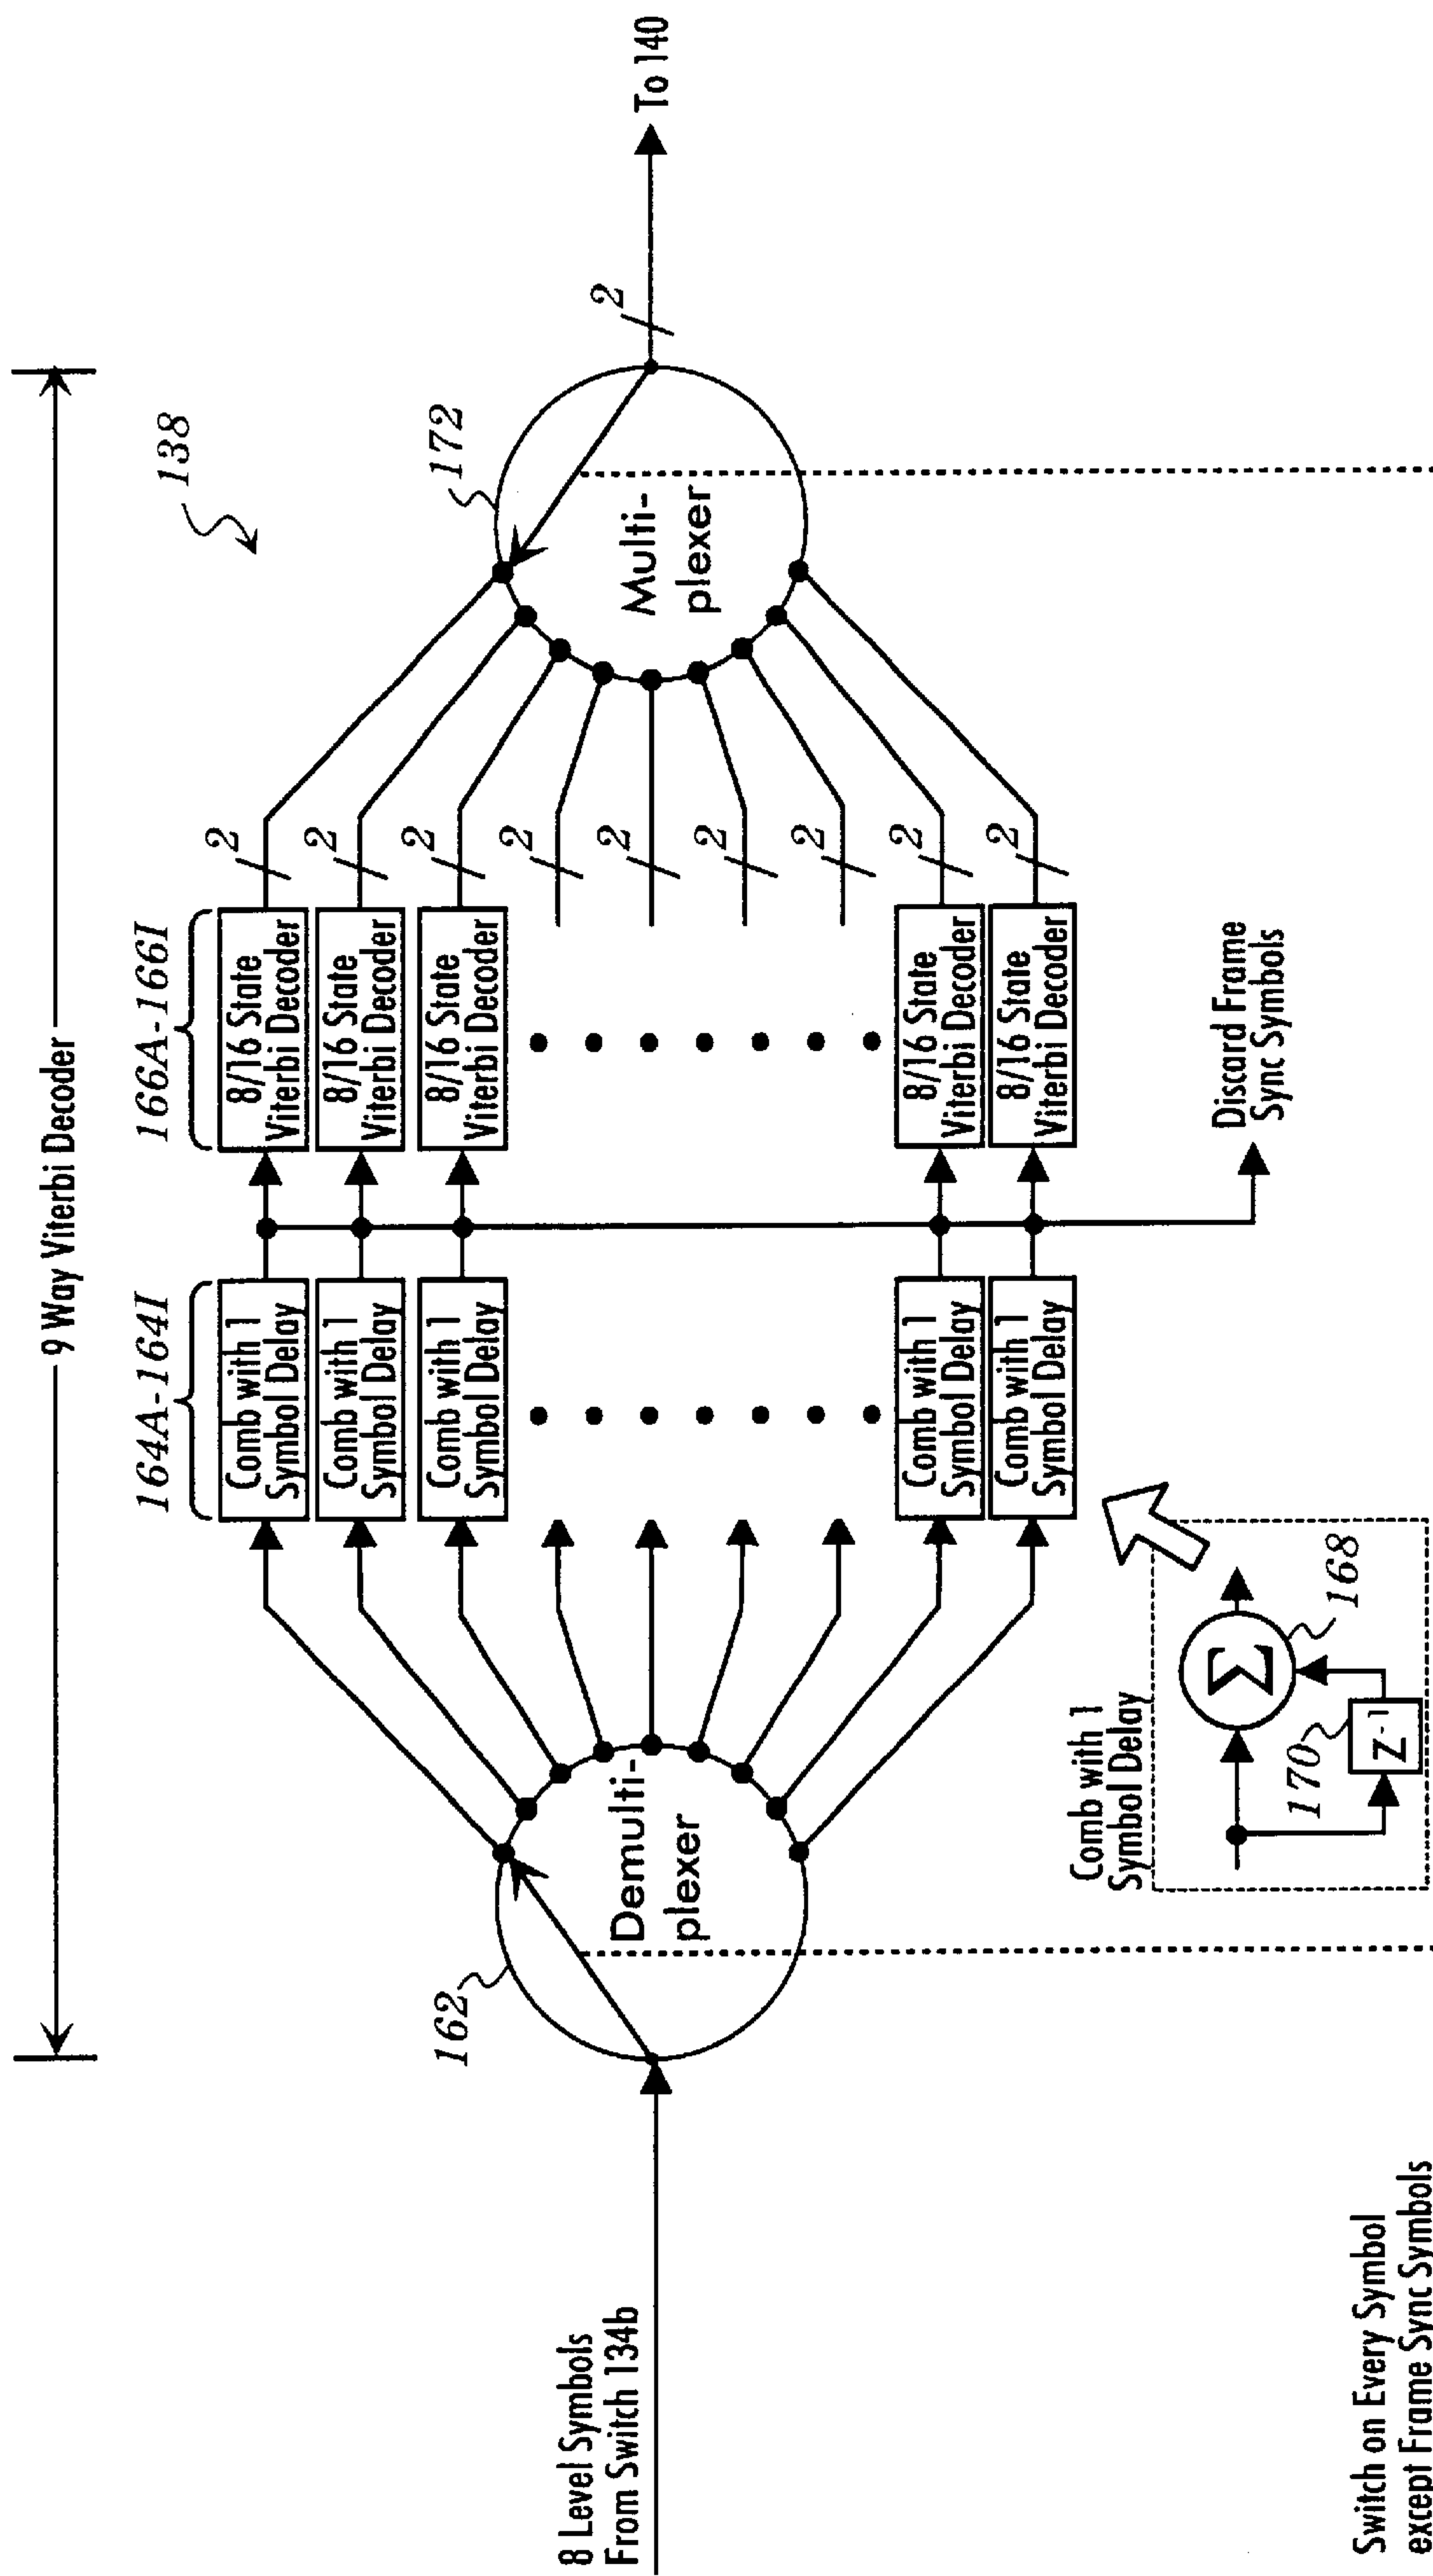 9 Way Viterbi Decoder
138
164A-164I
166A-166I
Comb with 1
Symbol Delay
8/16 State
Viterbi Decoder
2
Comb with 1
Symbol Delay
8/16 State
Viterbi Decoder
2
Comb with 1
Symbol Delay
8/16 State
Viterbi Decoder
2
2
2
2
2
Comb with 1
Symbol Delay
8/16 State
Viterbi Decoder
2
Comb with 1
Symbol Delay
8/16 State
Viterbi Decoder
2
162
Demulti-
plexer
172
Multi-
plexer
2
To 140
8 Level Symbols
From Switch 134b
Discard Frame
Sync Symbols
Comb with 1
Symbol Delay
Σ
168
170
Z-1
Switch on Every Symbol
except Frame Sync Symbols